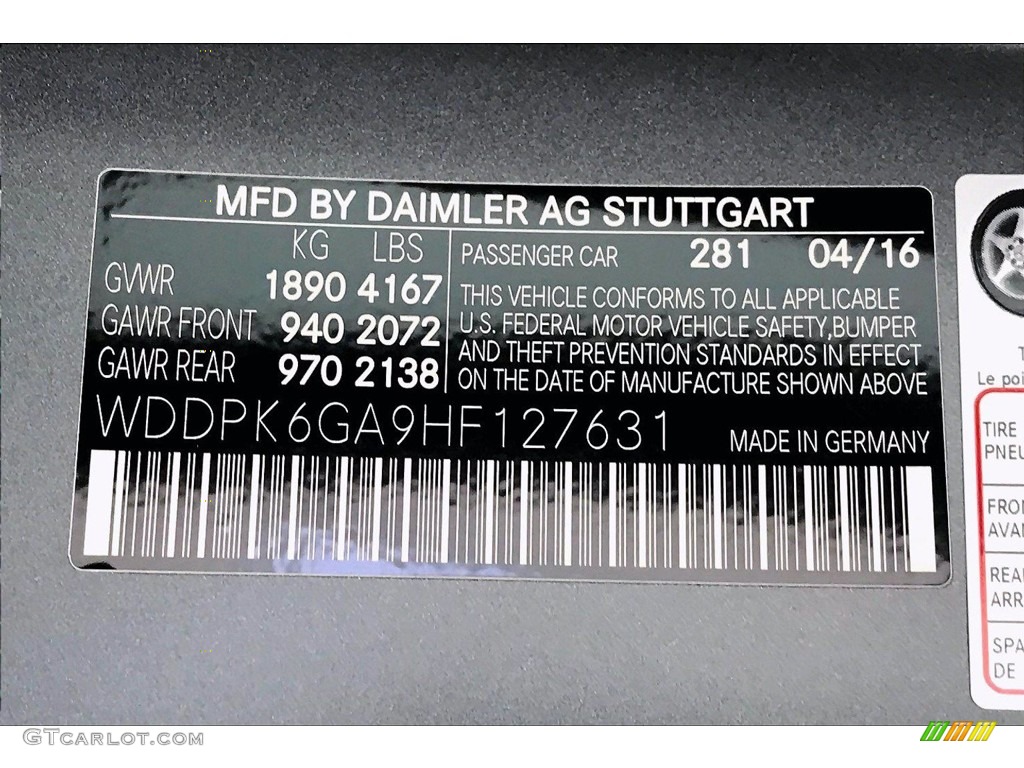 MFD BY DAIMLER AG STUTTGART
KG LBS
GVWR 1890 4167
GAWR FRONT 940 2072
GAWR REAR 970 2138
PASSENGER CAR 281 04/16
THIS VEHICLE CONFORMS TO ALL APPLICABLE
U.S. FEDERAL MOTOR VEHICLE SAFETY,BUMPER
AND THEFT PREVENTION STANDARDS IN EFFECT
ON THE DATE OF MANUFACTURE SHOWN ABOVE
WDDPK6GA9HF127631
MADE IN GERMANY
Le poi
TIRE
PNEU
FRO
AVA
REA
ARR
SPA
DE
GTcarlot.com